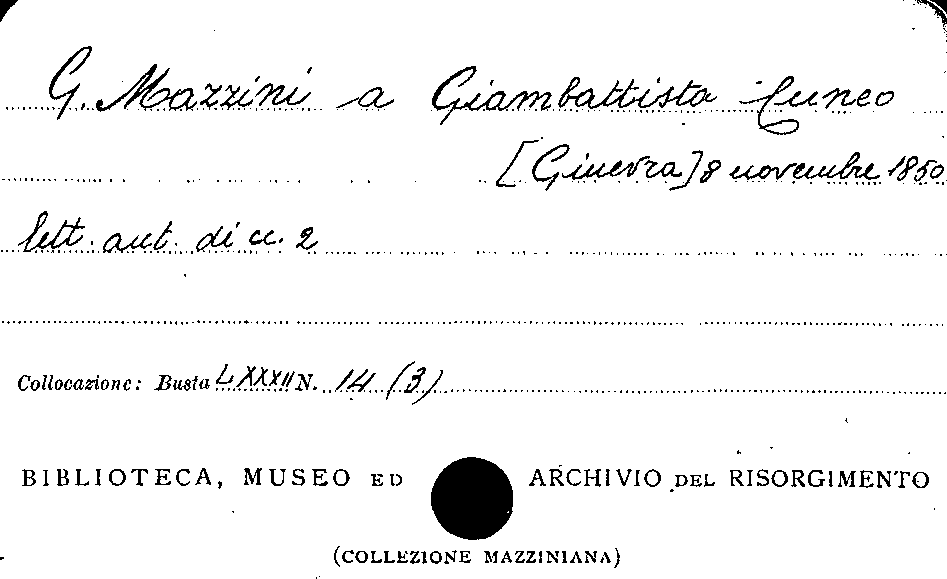 G. Mazzini a Giambattista Cuneo
[Ginevra] 8 novembre 1850
lett. aut. di cc. 2
Collocazione: Busta LXXXII N. 14 (3)
BIBLIOTECA, MUSEO ED ARCHIVIO DEL RISORGIMENTO
(COLLEZIONE MAZZINIANA)